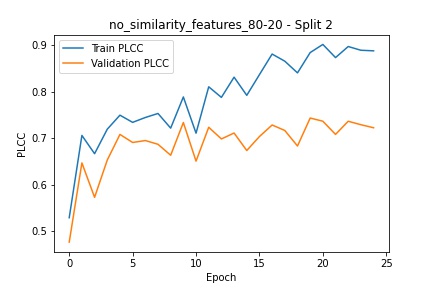 no_similarity_features_80-20 - Split 2
Train PLCC
Validation PLCC
PLCC
0.9
0.8
0.7
0.6
0.5
0 5 10 15 20 25
Epoch